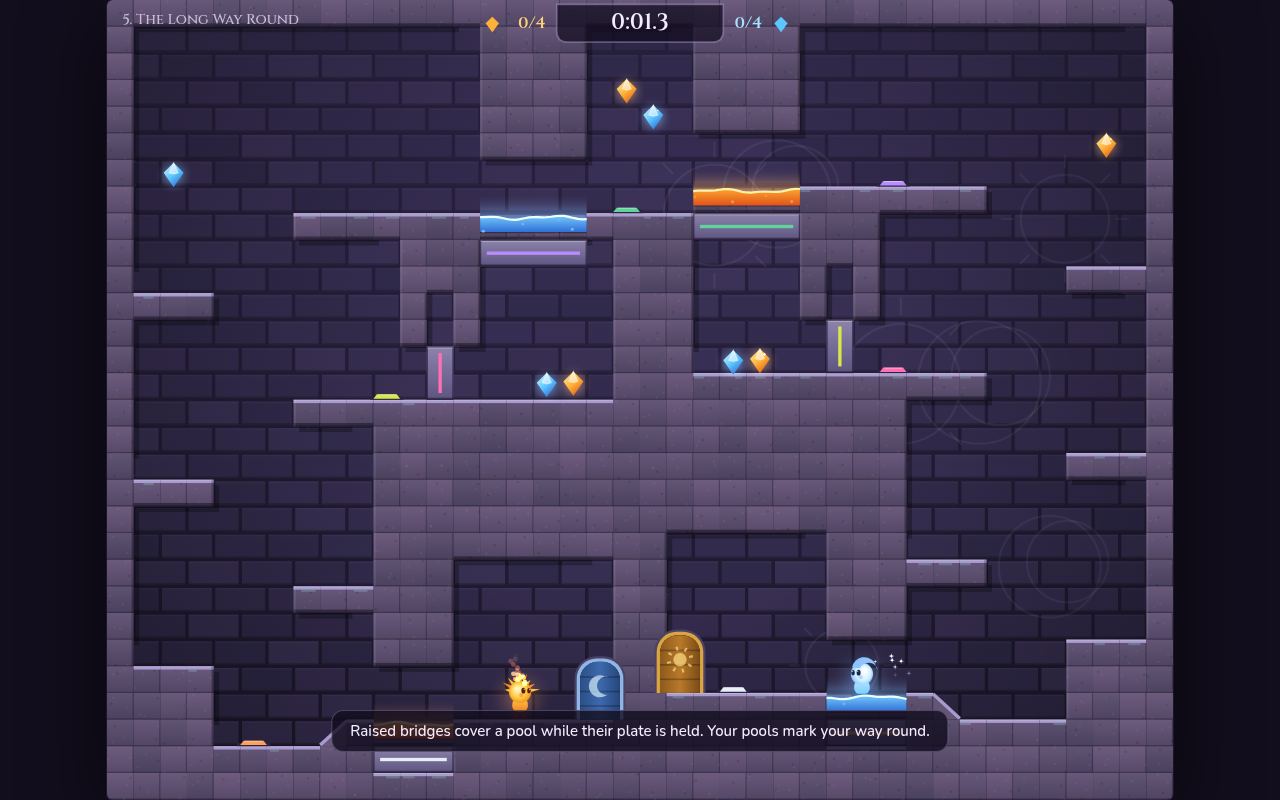 5. The Long Way Round
0/4
0:01.3
0/4
Raised bridges cover a pool while their plate is held. Your pools mark your way round.